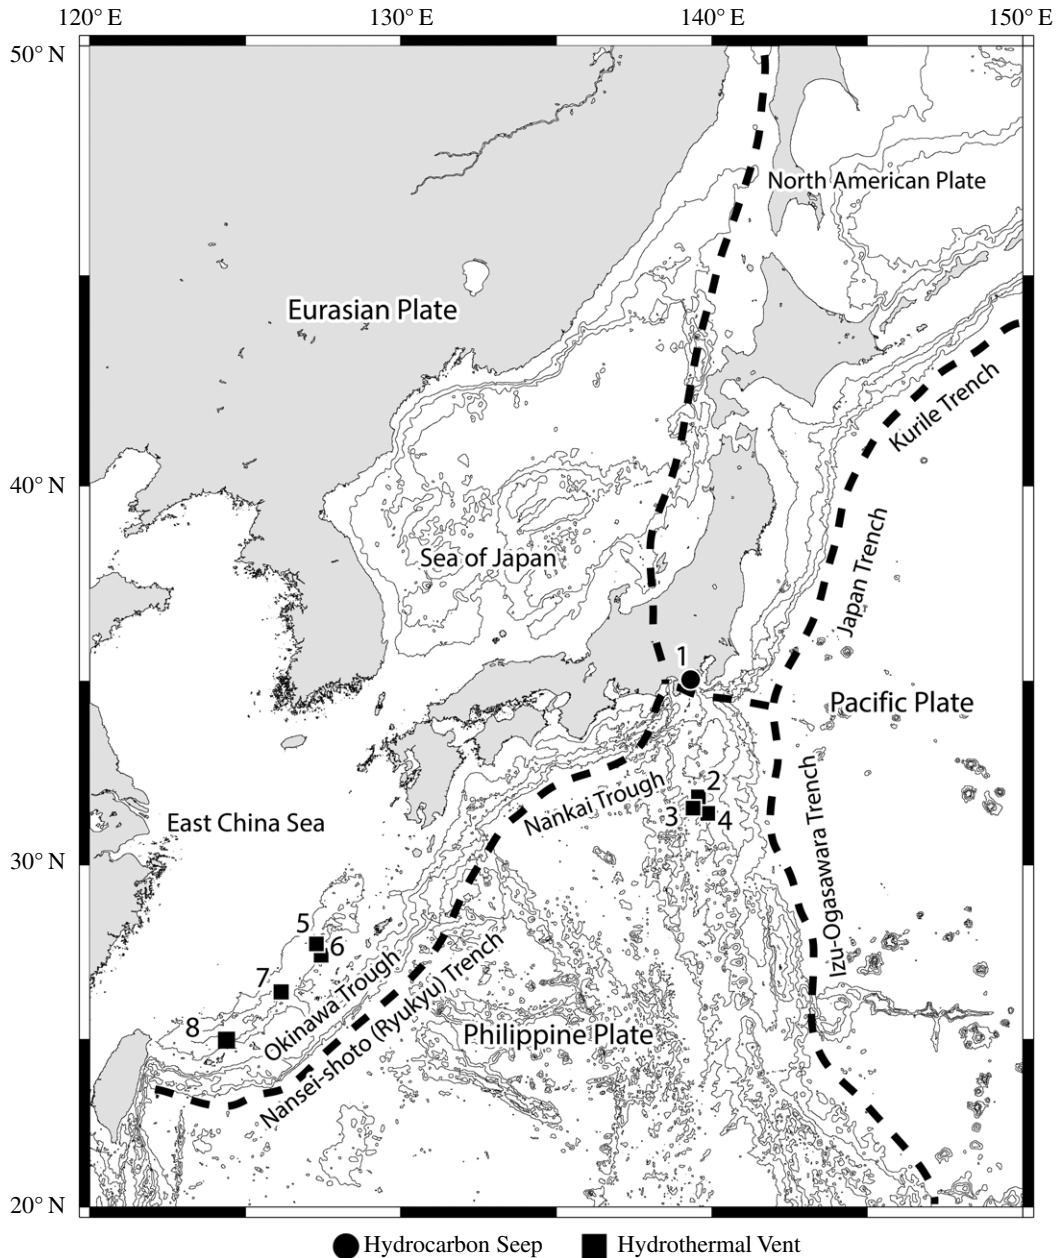 120° E 130° E 140° E 150° E
50° N
North American Plate
Eurasian Plate
Kurile Trench
40° N
Japan Trench
Sea of Japan
1
Pacific Plate
2
Nankai Trough
3
4
East China Sea
Izu-Ogasawara Trench
30° N
5
6
7
Okinawa Trough
Nansei-shoto (Ryukyu) Trench
8
Philippine Plate
20° N
Hydrocarbon Seep Hydrothermal Vent